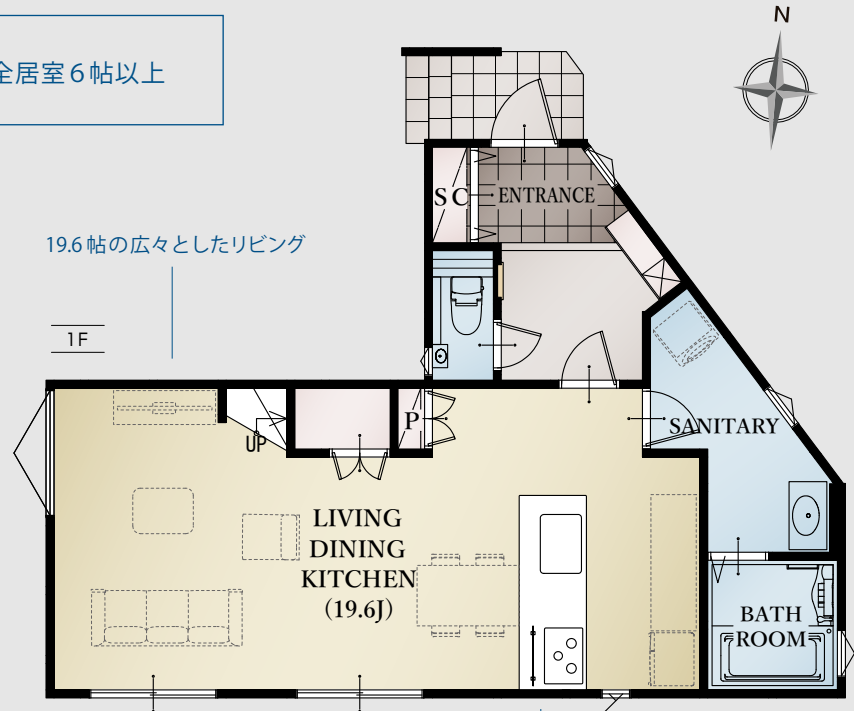 N
全居室6帖以上
SC
ENTRANCE
19.6帖の広々としたリビング
1F
P
UP
SANITARY
LIVING
DINING
KITCHEN
(19.6J)
BATH
ROOM